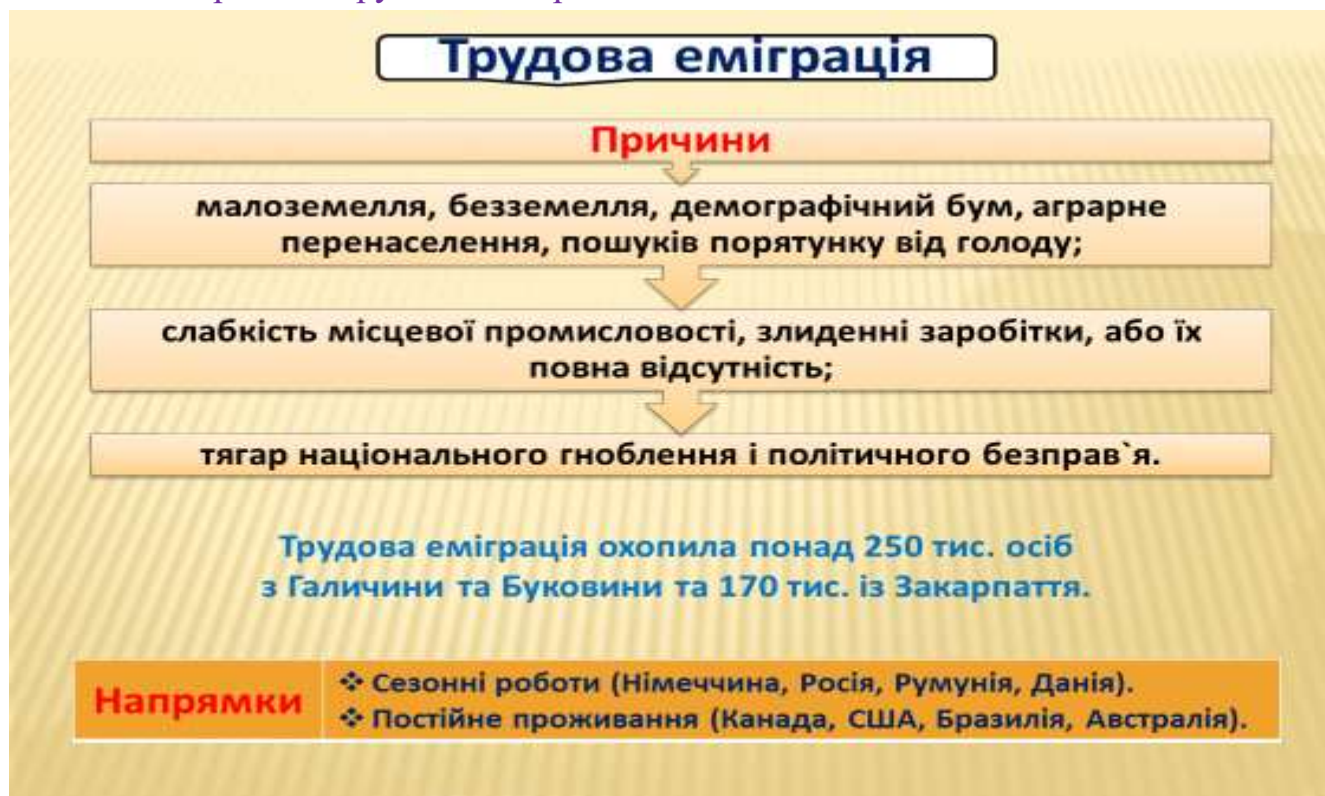 Трудова еміграція
Причини
малоземелля, безземелля, демографічний бум, аграрне
перенаселення, пошуків порятунку від голоду;
слабкість місцевої промисловості, злиденні заробітки, або їх
повна відсутність;
тягар національного гноблення і політичного безправ`я.
Трудова еміграція охопила понад 250 тис. осіб
з Галичини та Буковини та 170 тис. із Закарпаття.
Напрямки
❖ Сезонні роботи (Німеччина, Росія, Румунія, Данія).
❖ Постійне проживання (Канада, США, Бразилія, Австралія).